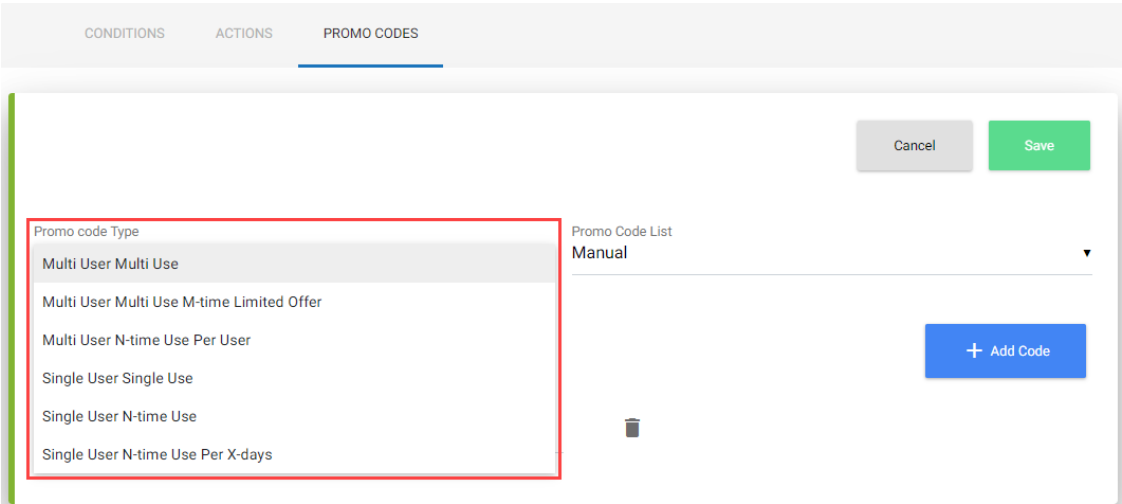 CONDITIONS ACTIONS PROMO CODES
Cancel Save
Promo code Type
Multi User Multi Use
Multi User Multi Use M-time Limited Offer
Multi User N-time Use Per User
Single User Single Use
Single User N-time Use
Single User N-time Use Per X-days
Promo Code List
Manual
+ Add Code